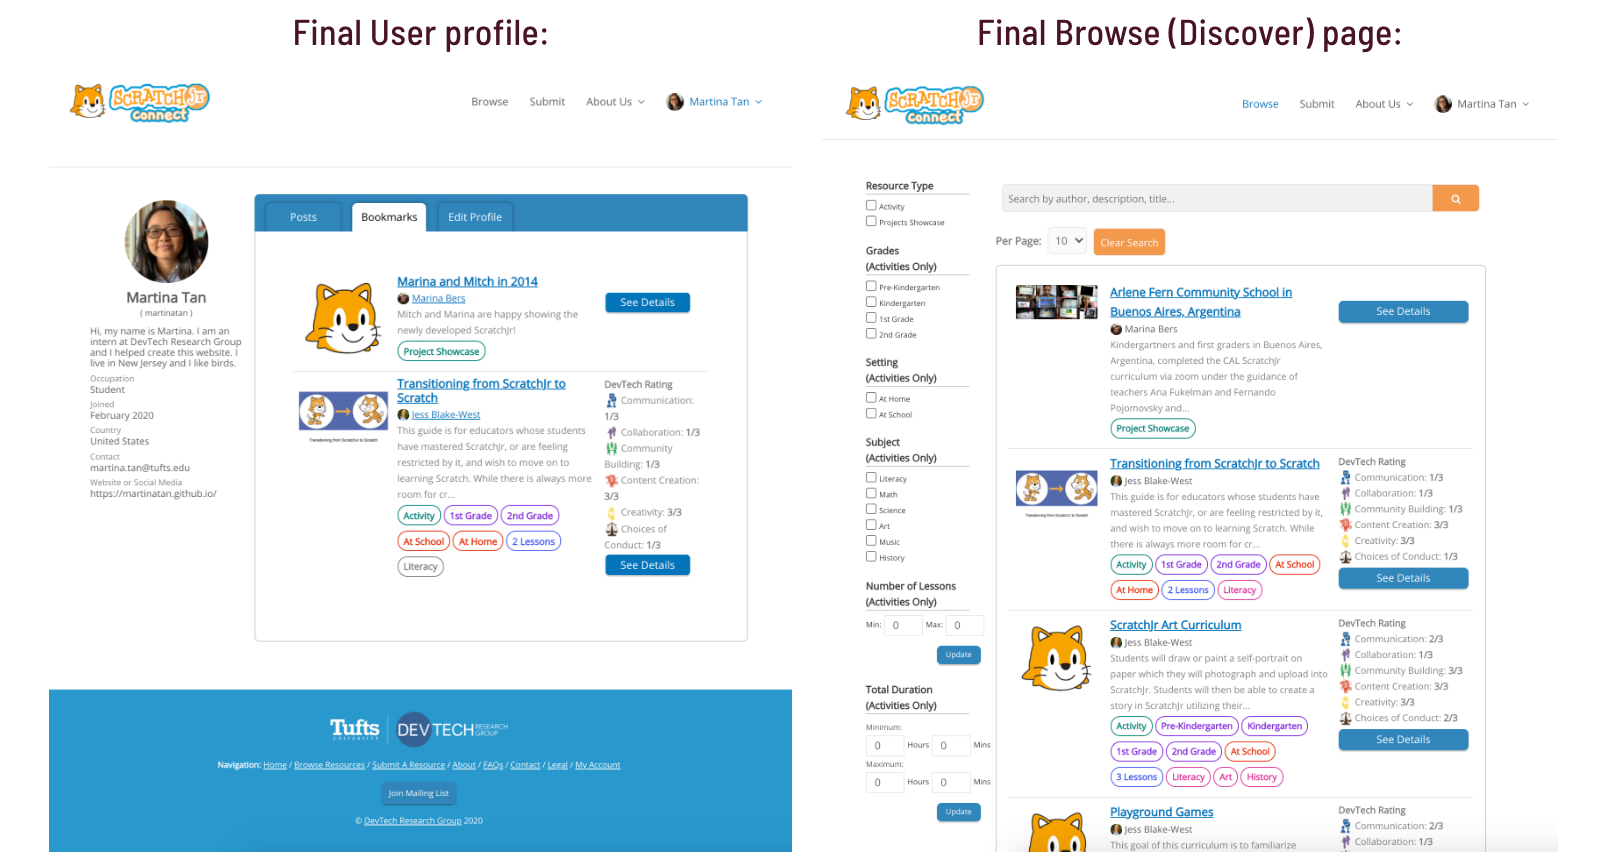 Final User profile:
SCRATCH Jr
connect
Browse
Submit
About Us
Martina Tan
Martina Tan
( martinatan )
Hi, my name is Martina. I am an
intern at DevTech Research Group
and I helped create this website. I
live in New Jersey and I like birds.
Occupation
Student
Joined
February 2020
Country
United States
Contact
martina.tan@tufts.edu
Website or Social Media
https://martinatan.github.io/
Posts
Bookmarks
Edit Profile
Marina and Mitch in 2014
Marina Bers
Mitch and Marina are happy showing the
newly developed ScratchJr!
Project Showcase
See Details
Transitioning from ScratchJr to Scratch
Transitioning from ScratchJr to
Scratch
Jess Blake-West
This guide is for educators whose students
have mastered ScratchJr, or are feeling
restricted by it, and wish to move on to
learning Scratch. While there is always more
room for cr...
Activity
1st Grade
2nd Grade
At School
At Home
2 Lessons
Literacy
DevTech Rating
Communication:
1/3
Collaboration: 1/3
Community
Building: 1/3
Content Creation:
3/3
Creativity: 3/3
Choices of
Conduct: 1/3
See Details
Tufts
UNIVERSITY
DEVTECH RESEARCH
GROUP
Navigation: Home / Browse Resources / Submit A Resource / About / FAQs / Contact / Legal / My Account
Join Mailing List
© DevTech Research Group 2020
Final Browse (Discover) page:
SCRATCH Jr
connect
Browse
Submit
About Us
Martina Tan
Resource Type
Activity
Projects Showcase
Grades
(Activities Only)
Pre-Kindergarten
Kindergarten
1st Grade
2nd Grade
Setting
(Activities Only)
At Home
At School
Subject
(Activities Only)
Literacy
Math
Science
Art
Music
History
Number of Lessons
(Activities Only)
Min: 0 Max: 0
Update
Total Duration
(Activities Only)
Minimum:
0 Hours 0 Mins
Maximum:
0 Hours 0 Mins
Update
Search by author, description, title...
Per Page: 10
Clear Search
Arlene Fern Community School in
Buenos Aires, Argentina
Marina Bers
Kindergartners and first graders in Buenos Aires,
Argentina, completed the CAL ScratchJr
curriculum via zoom under the guidance of
teachers Ana Fukelman and Fernando
Pojomovsky and...
Project Showcase
See Details
Transitioning from ScratchJr to Scratch
Transitioning from ScratchJr to Scratch
Jess Blake-West
This guide is for educators whose students have
mastered ScratchJr, or are feeling restricted by it,
and wish to move on to learning Scratch. While
there is always more room for cr...
Activity
1st Grade
2nd Grade
At School
At Home
2 Lessons
Literacy
DevTech Rating
Communication: 1/3
Collaboration: 1/3
Community Building: 1/3
Content Creation: 3/3
Creativity: 3/3
Choices of Conduct: 1/3
See Details
ScratchJr Art Curriculum
Jess Blake-West
Students will draw or paint a self-portrait on
paper which they will photograph and upload into
ScratchJr. Students will then be able to create a
story in ScratchJr utilizing their...
Activity
Pre-Kindergarten
Kindergarten
1st Grade
2nd Grade
At School
3 Lessons
Literacy
Art
History
DevTech Rating
Communication: 2/3
Collaboration: 1/3
Community Building: 3/3
Content Creation: 3/3
Creativity: 3/3
Choices of Conduct: 2/3
See Details
Playground Games
Jess Blake-West
This goal of this curriculum is to familiarize
DevTech Rating
Communication: 2/3
Collaboration: 1/3